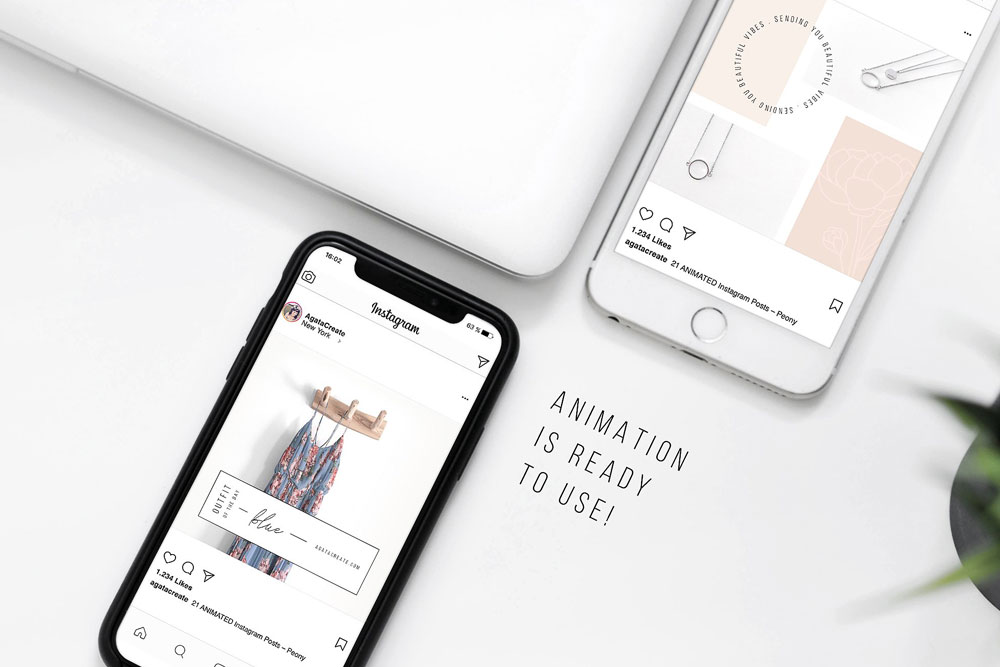 SENDING YOU BEAUTIFUL VIBES . SENDING YOU BEAUTIFUL VIBES .
1.234 Likes
agatacreate 21 ANIMATED Instagram Posts – Peony
16:02
63 %
Instagram
AgataCreate
New York
OUTFIT
OF THE DAY
– blue –
AGATACREATE.COM
1.234 Likes
agatacreate 21 ANIMATED Instagram Posts – Peony
ANIMATION
IS READY
TO USE!